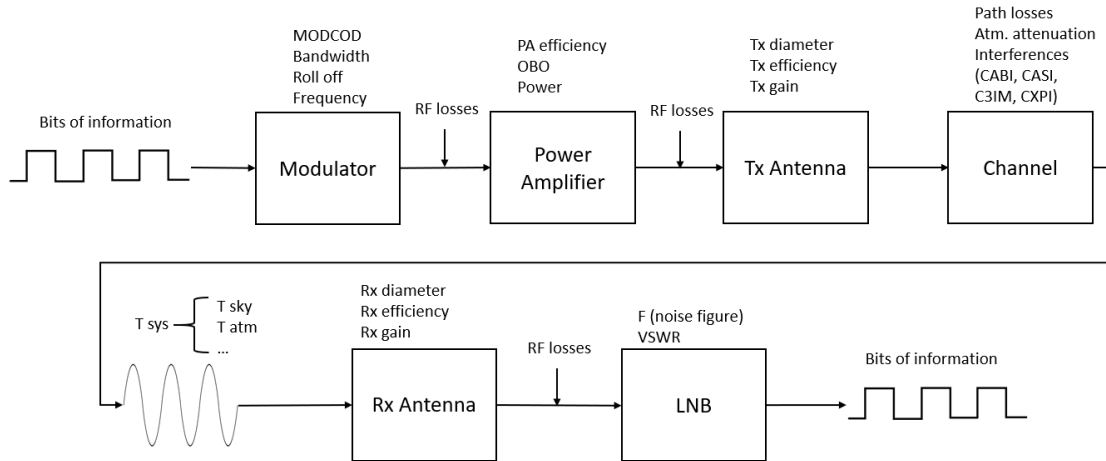 MODCOD
Bandwidth
Roll off
Frequency
PA efficiency
OBO
Power
Tx diameter
Tx efficiency
Tx gain
Path losses
Atm. attenuation
Interferences
(CABI, CASI,
C3IM, CXPI)
Bits of information
RF losses
RF losses
Modulator
Power
Amplifier
Tx Antenna
Channel
T sys
T sky
T atm
...
Rx diameter
Rx efficiency
Rx gain
RF losses
F (noise figure)
VSWR
Bits of information
Rx Antenna
LNB